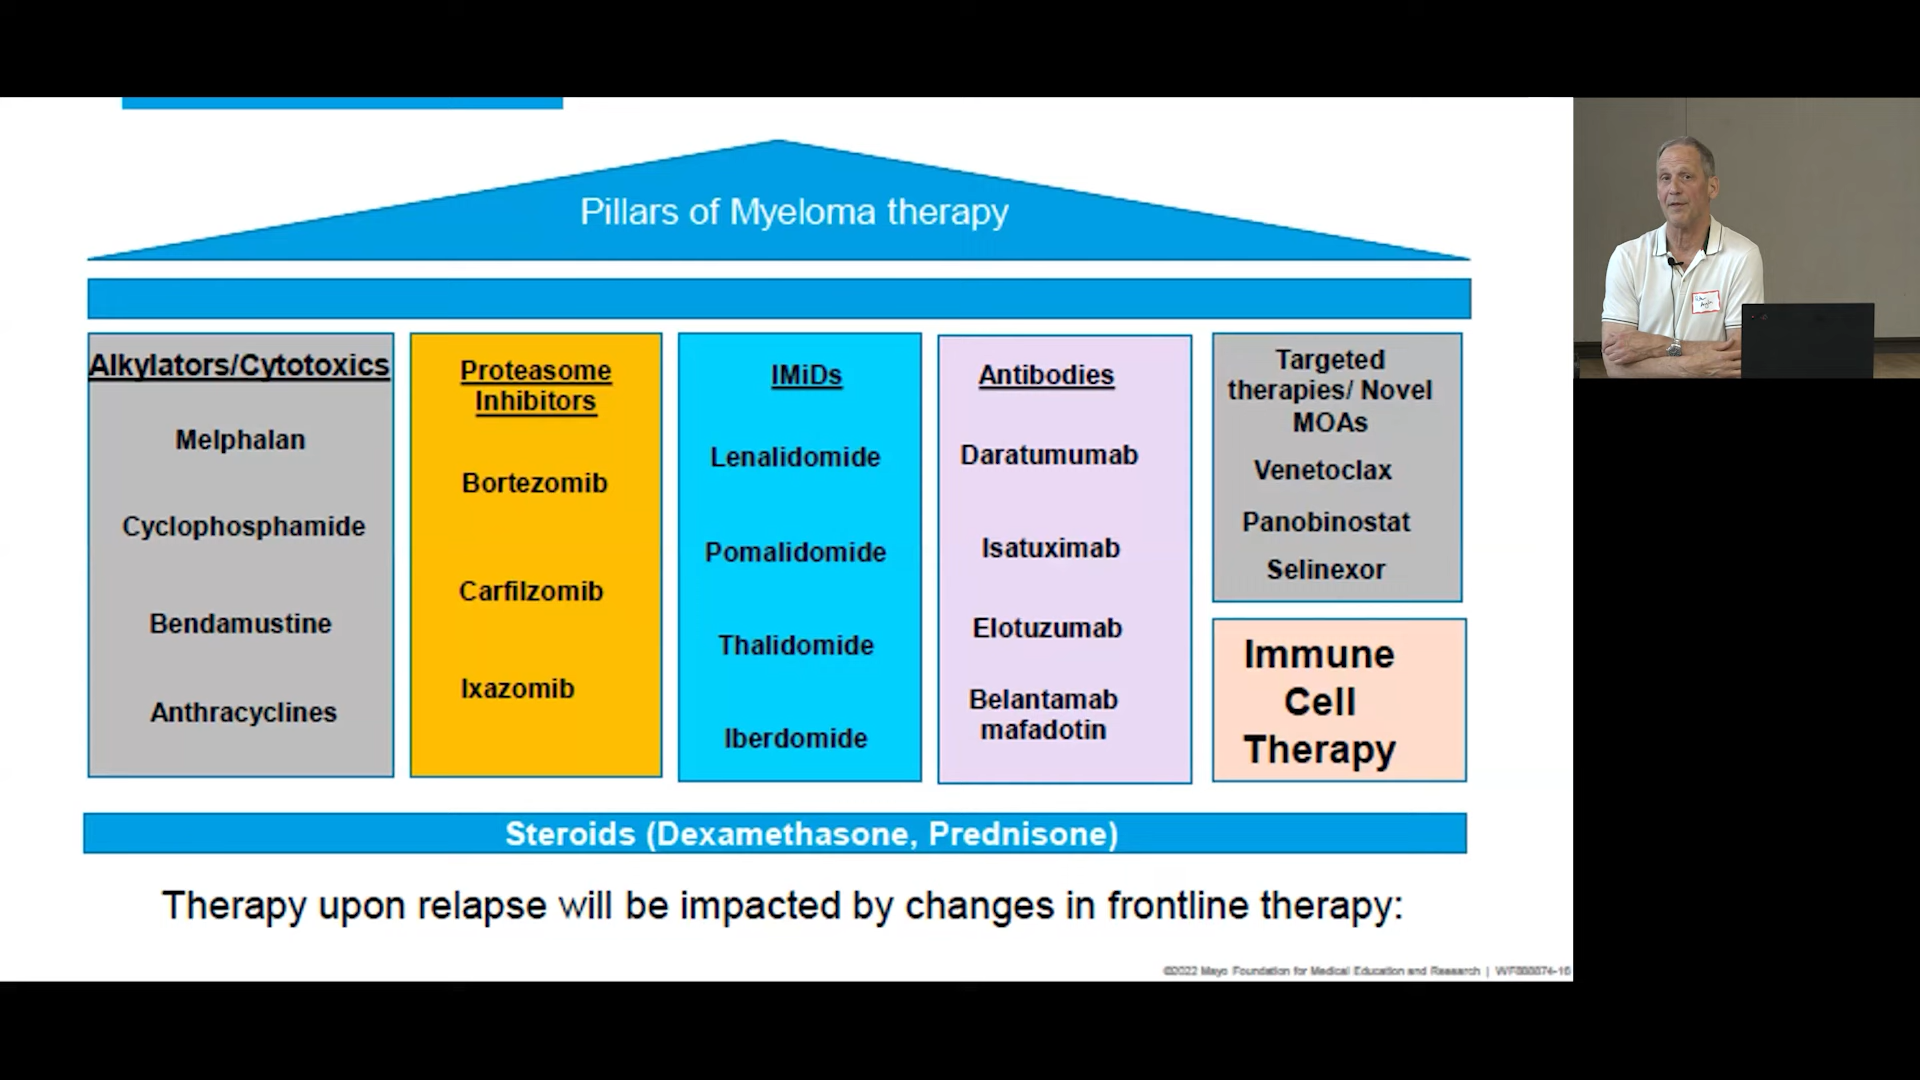 Pillars of Myeloma therapy
Alkylators/Cytotoxics
Melphalan
Cyclophosphamide
Bendamustine
Anthracyclines
Proteasome
Inhibitors
Bortezomib
Carfilzomib
Ixazomib
IMiDs
Lenalidomide
Pomalidomide
Thalidomide
Iberdomide
Antibodies
Daratumumab
Isatuximab
Elotuzumab
Belantamab
mafadotin
Targeted
therapies/ Novel
MOAs
Venetoclax
Panobinostat
Selinexor
Immune
Cell
Therapy
Steroids (Dexamethasone, Prednisone)
Therapy upon relapse will be impacted by changes in frontline therapy:
©2022 Mayo Foundation for Medical Education and Research |